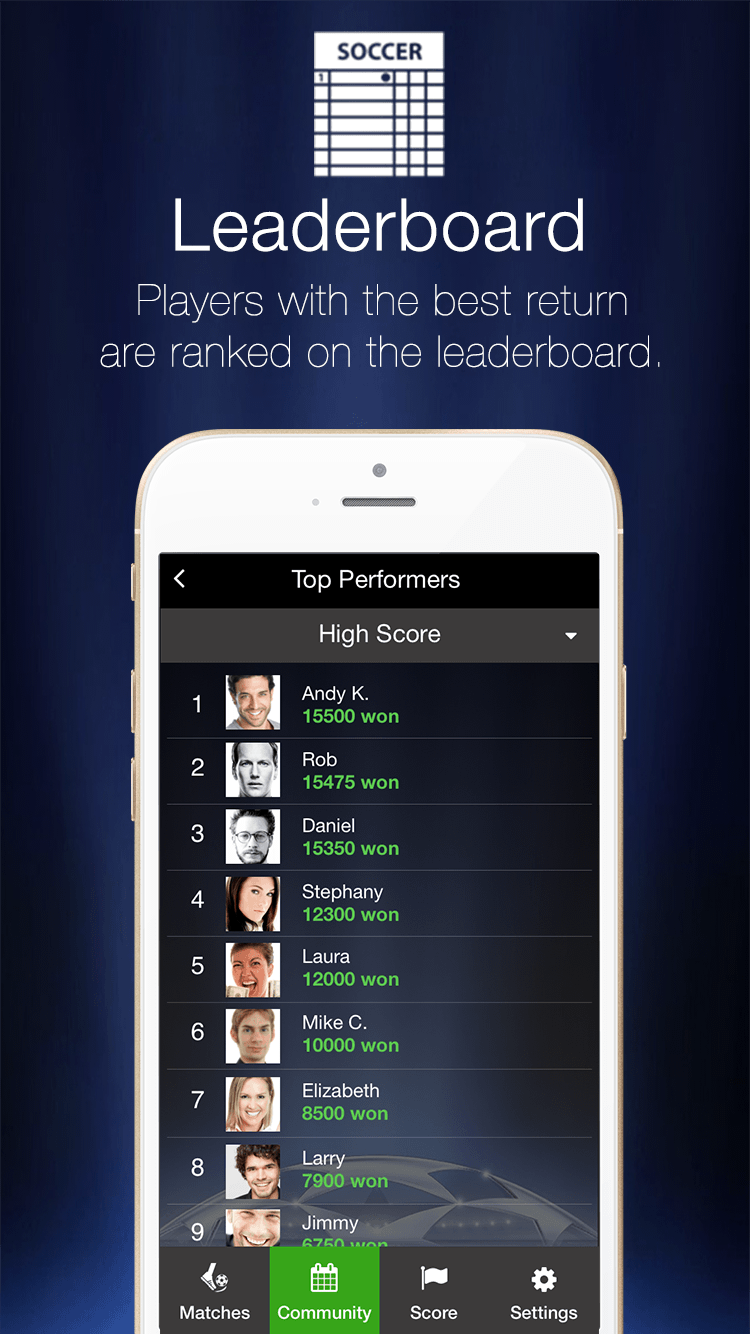 SOCCER
1
Leaderboard
Players with the best return
are ranked on the leaderboard.
Top Performers
High Score
1
Andy K.
15500 won
2
Rob
15475 won
3
Daniel
15350 won
4
Stephany
12300 won
5
Laura
12000 won
6
Mike C.
10000 won
7
Elizabeth
8500 won
8
Larry
7900 won
9
Jimmy
6750 won
Matches
Community
Score
Settings